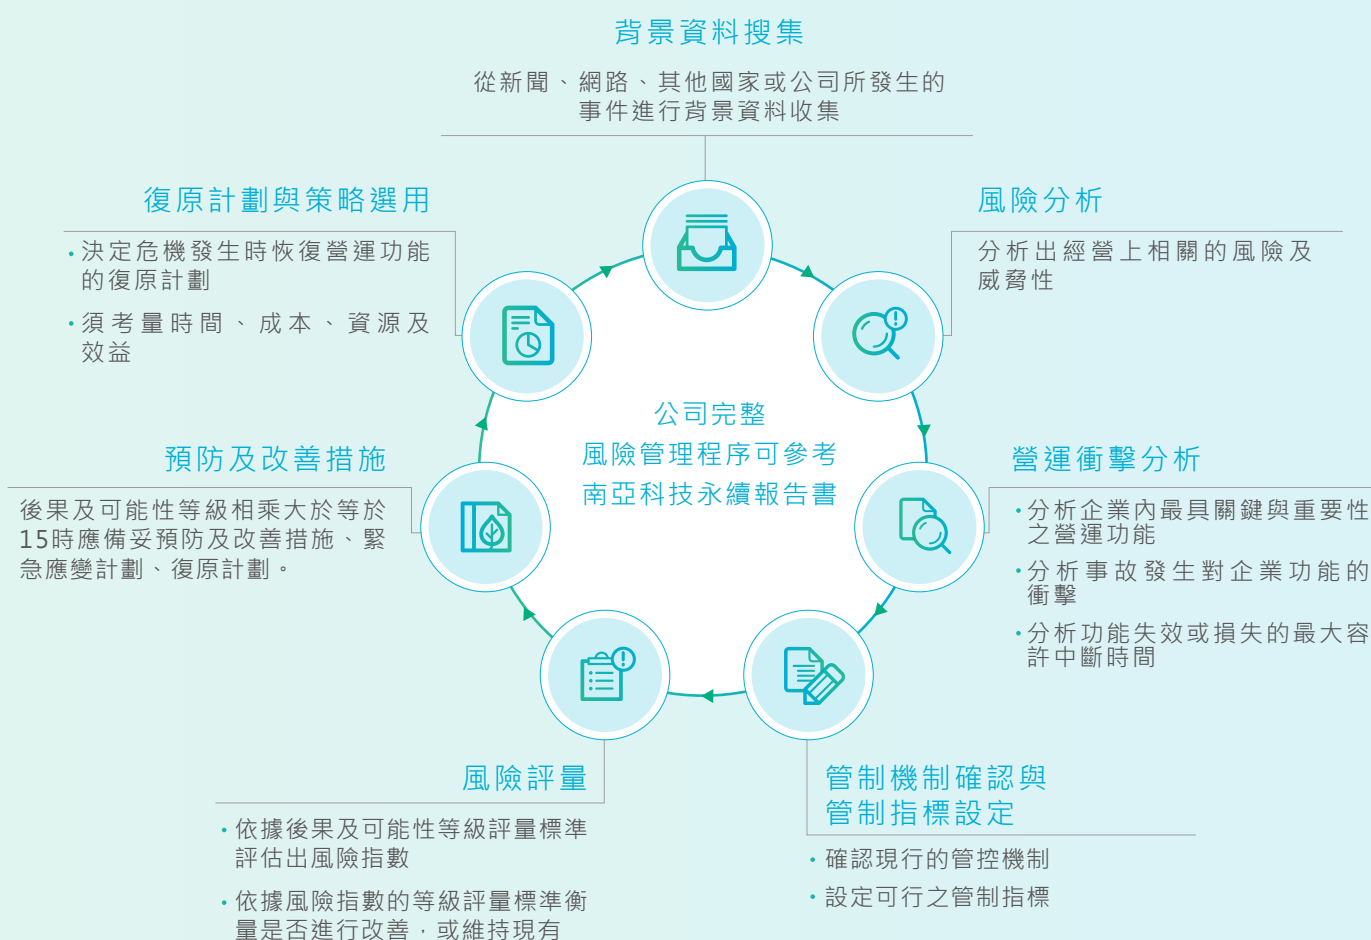 背景資料搜集
從新聞、網路、其他國家或公司所發生的
事件進行背景資料收集
風險分析
分析出經營上相關的風險及
威脅性
營運衝擊分析
•分析企業內最具關鍵與重要性
之營運功能
•分析事故發生對企業功能的
衝擊
•分析功能失效或損失的最大容
許中斷時間
管制機制確認與
管制指標設定
•確認現行的管控機制
•設定可行之管制指標
風險評量
•依據後果及可能性等級評量標準
評估出風險指數
•依據風險指數的等級評量標準衡
量是否進行改善，或維持現有
預防及改善措施
後果及可能性等級相乘大於等於
15時應備妥預防及改善措施、緊
急應變計劃、復原計劃。
復原計劃與策略選用
•決定危機發生時恢復營運功能
的復原計劃
•須考量時間、成本、資源及
效益
公司完整
風險管理程序可參考
南亞科技永續報告書